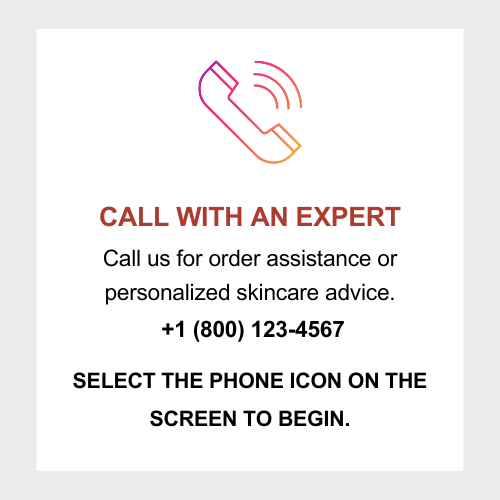 CALL WITH AN EXPERT
Call us for order assistance or
personalized skincare advice.
+1 (800) 123-4567
SELECT THE PHONE ICON ON THE
SCREEN TO BEGIN.